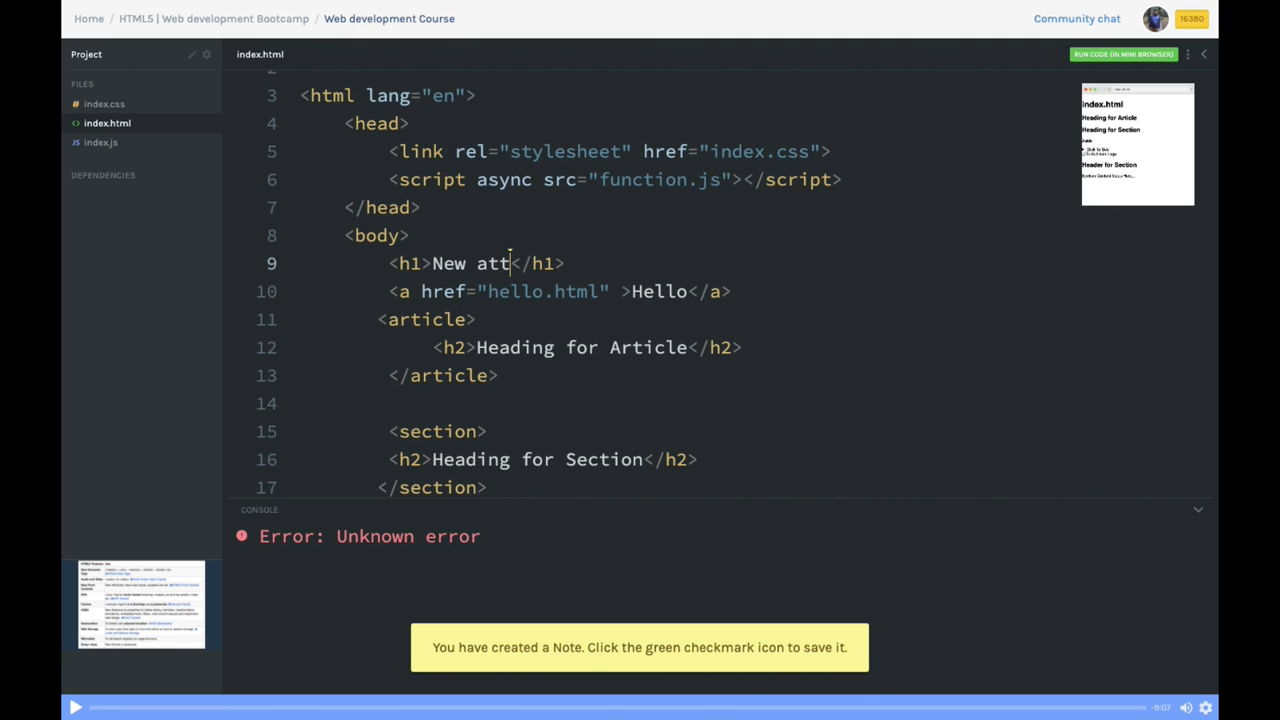 Home / HTML5 | Web development Bootcamp / Web development Course
Community chat
16380
Project
index.html
RUN CODE (IN MINI BROWSER)
FILES
# index.css
<> index.html
JS index.js
DEPENDENCIES
2
3 <html lang="en">
4 <head>
5 <link rel="stylesheet" href="index.css">
6 <script async src="function.js"></script>
7 </head>
8 <body>
9 <h1>New att</h1>
10 <a href="hello.html" >Hello</a>
11 <article>
12 <h2>Heading for Article</h2>
13 </article>
14
15 <section>
16 <h2>Heading for Section</h2>
17 </section>
index.html
Heading for Article
Heading for Section
Header for Section
CONSOLE
Error: Unknown error
You have created a Note. Click the green checkmark icon to save it.
-9:07